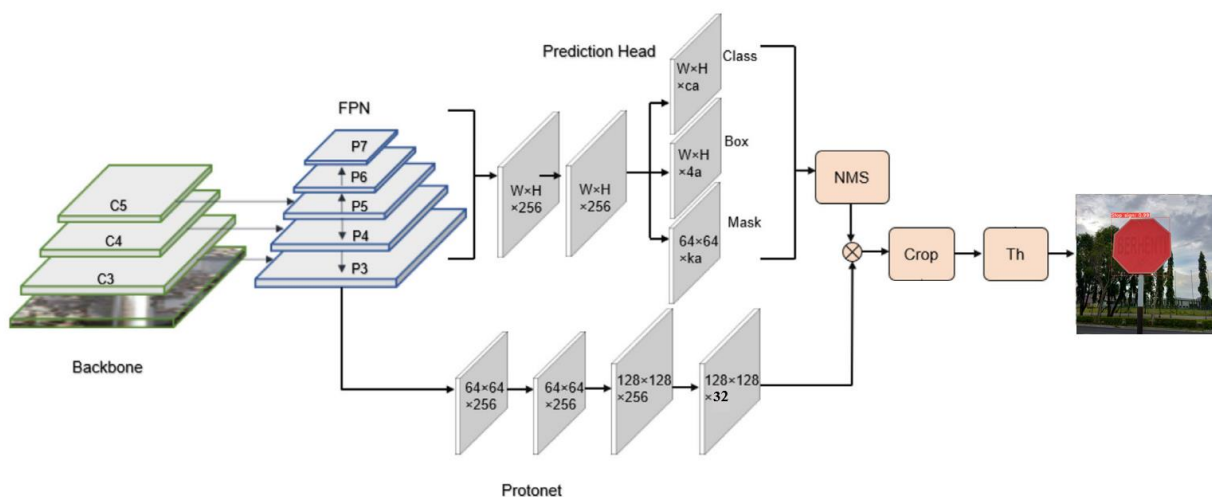 Prediction Head
Class
W×H
×ca
Box
W×H
×4a
Mask
64×64
×ka
FPN
P7
P6
P5
P4
P3
W×H
×256
W×H
×256
C5
C4
C3
Backbone
NMS
Crop
Th
BERHENTI
64×64
×256
64×64
×256
128×128
×256
128×128
×32
Protonet